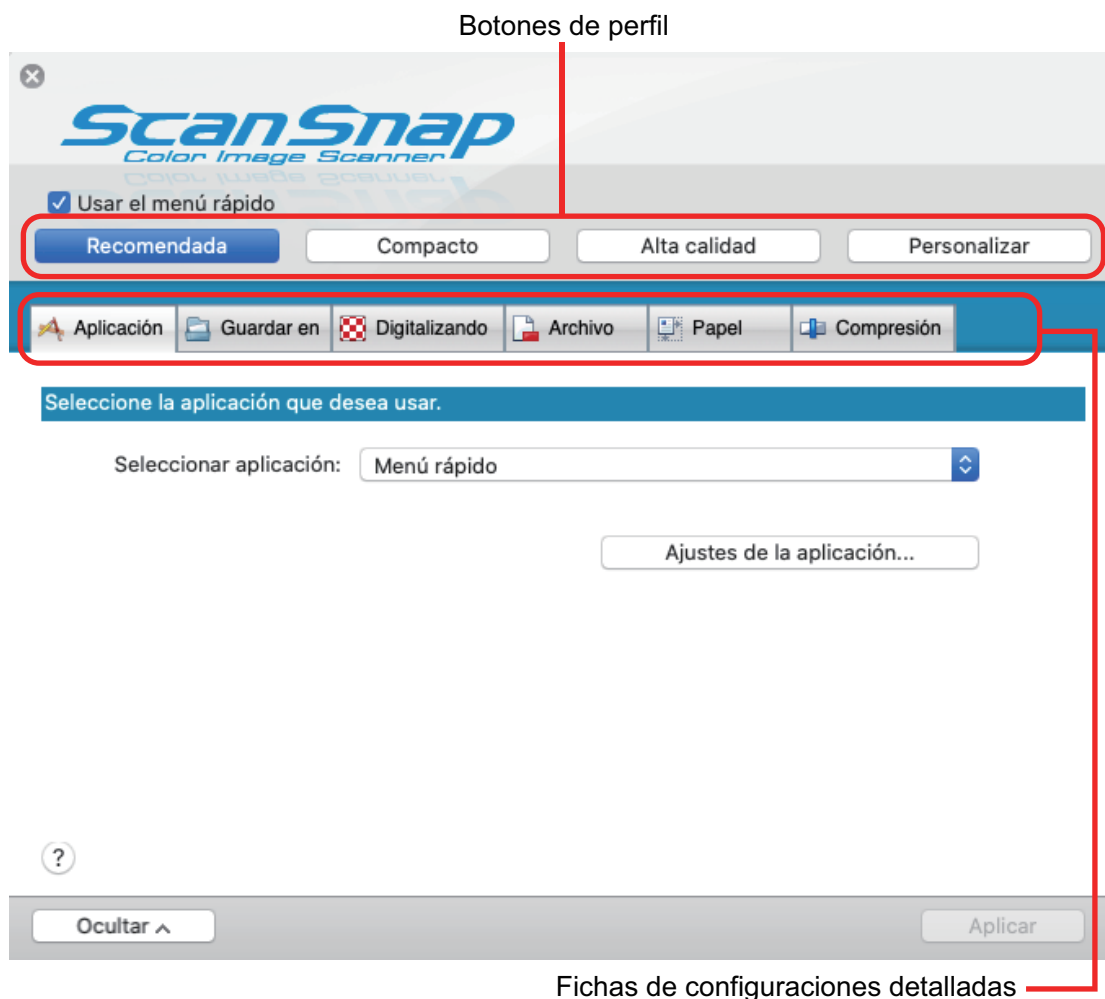 Botones de perfil
ScanSnap
Color Image Scanner
Usar el menú rápido
Recomendada Compacto Alta calidad Personalizar
Aplicación Guardar en Digitalizando Archivo Papel Compresión
Seleccione la aplicación que desea usar.
Seleccionar aplicación: Menú rápido
Ajustes de la aplicación...
?
Ocultar Aplicar
Fichas de configuraciones detalladas